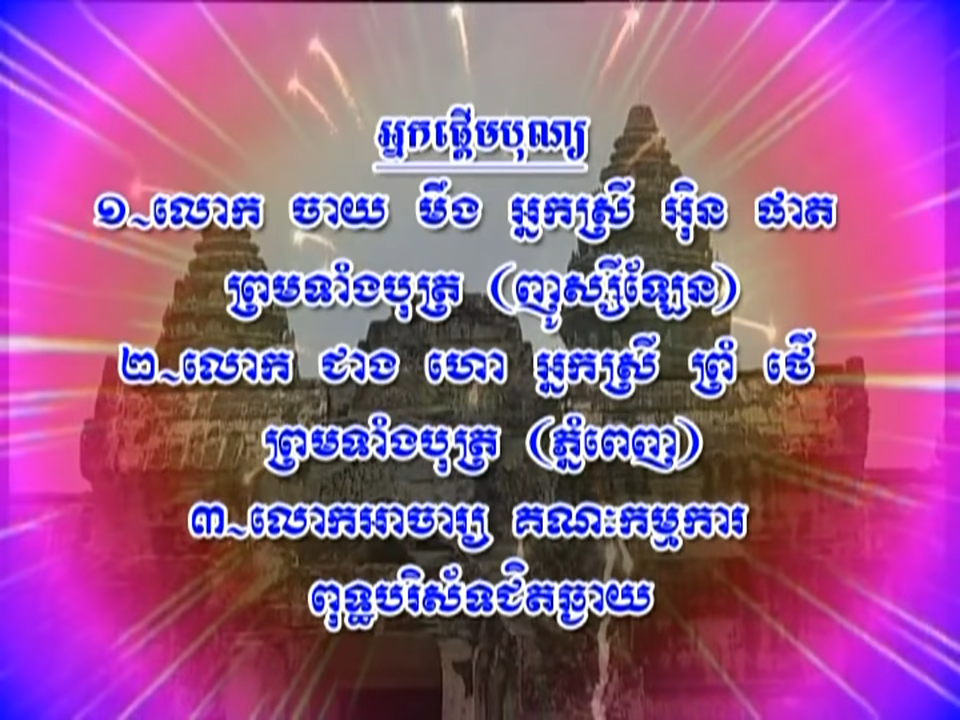 អ្នកផ្ដើមបុណ្យ
១~លោក ចាយ មឹង អ្នកស្រី អ៊ិន ផាត
ព្រមទាំងបុត្រ (ញូស្សីឡែន)
២~លោក ជាង ហោ អ្នកស្រី ព្រំ ថើ
ព្រមទាំងបុត្រ (ភ្នំពេញ)
៣~លោកអាចារ្យ គណៈកម្មការ
ពុទ្ធបរិស័ទជិតឆ្ងាយ